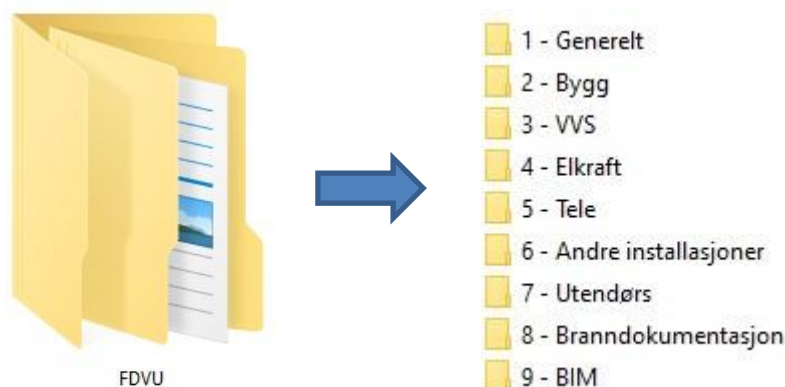 FDVU
1 - Generelt
2 - Bygg
3 - VVS
4 - Elkraft
5 - Tele
6 - Andre installasjoner
7 - Utendørs
8 - Branndokumentasjon
9 - BIM